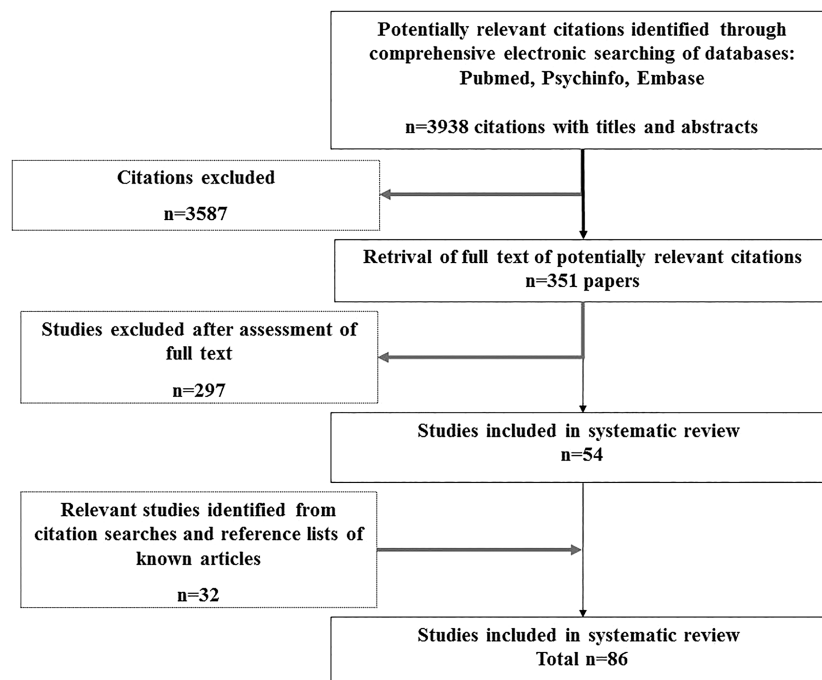 Potentially relevant citations identified through
comprehensive electronic searching of databases:
Pubmed, Psychinfo, Embase
n=3938 citations with titles and abstracts
Citations excluded
n=3587
Retrival of full text of potentially relevant citations
n=351 papers
Studies excluded after assessment of
full text
n=297
Studies included in systematic review
n=54
Relevant studies identified from
citation searches and reference lists of
known articles
n=32
Studies included in systematic review
Total n=86